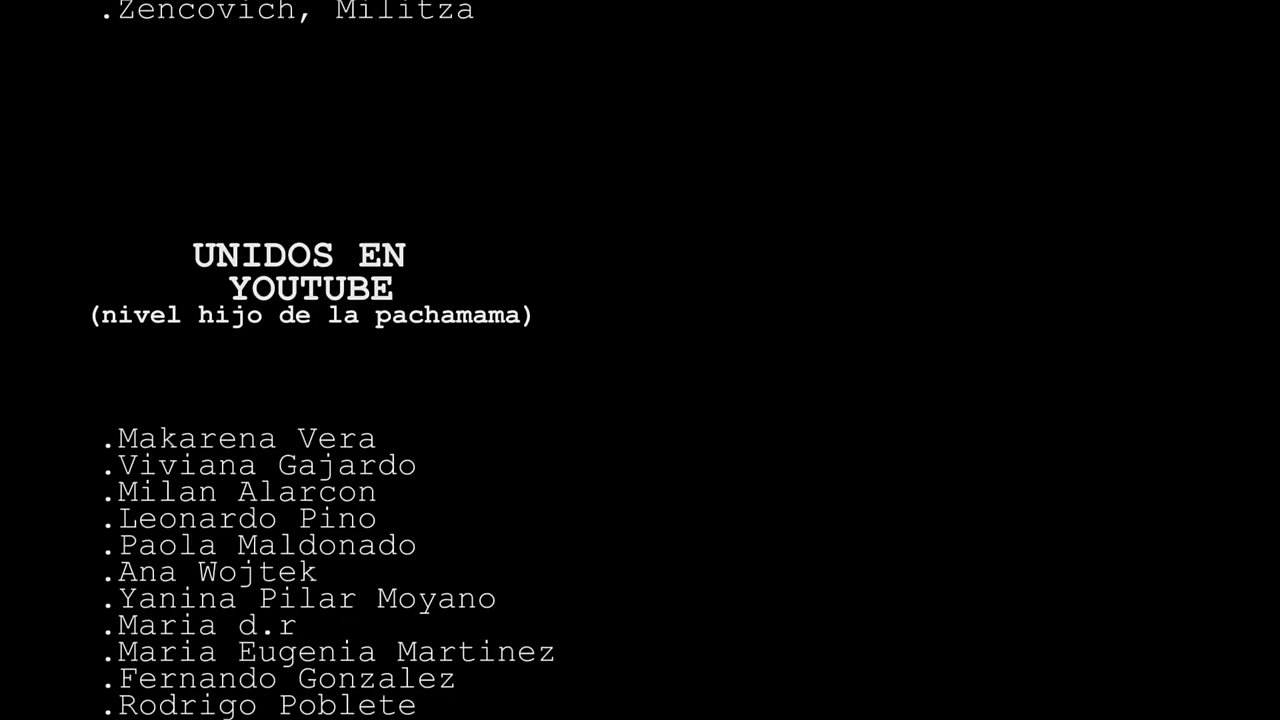 .Zencovich, Militza
UNIDOS EN
YOUTUBE
(nivel hijo de la pachamama)
.Makarena Vera
.Viviana Gajardo
.Milan Alarcon
.Leonardo Pino
.Paola Maldonado
.Ana Wojtek
.Yanina Pilar Moyano
.Maria d.r
.Maria Eugenia Martinez
.Fernando Gonzalez
.Rodrigo Poblete